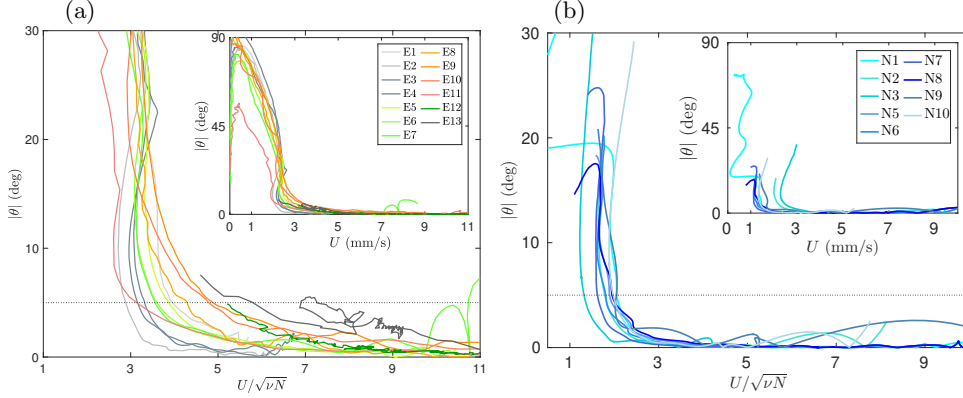 (a)
30
20
10
0
|θ| (deg)
1
3
5
7
9
11
U/√νN
90
45
0
|θ| (deg)
0
1
3
5
7
9
11
U (mm/s)
E1
E2
E3
E4
E5
E6
E7
E8
E9
E10
E11
E12
E13
(b)
30
20
10
0
|θ| (deg)
1
3
5
7
9
U/√νN
90
45
0
|θ| (deg)
0
1
3
5
7
9
U (mm/s)
N1
N2
N3
N5
N6
N7
N8
N9
N10